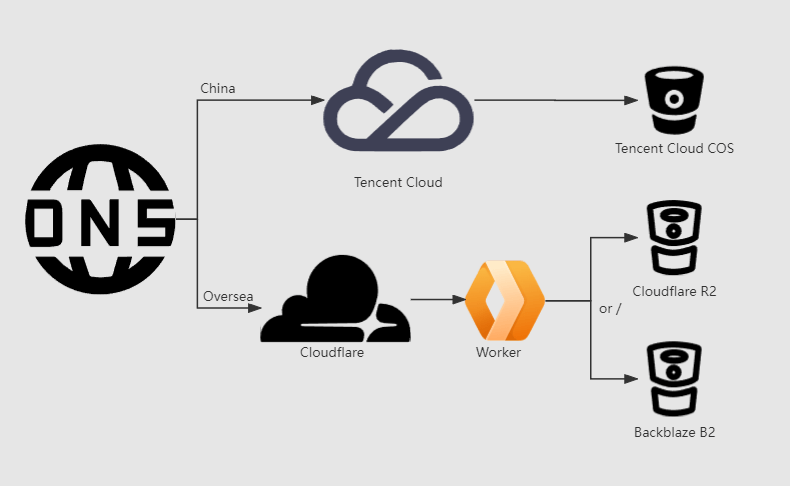 China
Tencent Cloud
Tencent Cloud COS
DNS
Oversea
Cloudflare
Worker
Cloudflare R2
or /
Backblaze B2